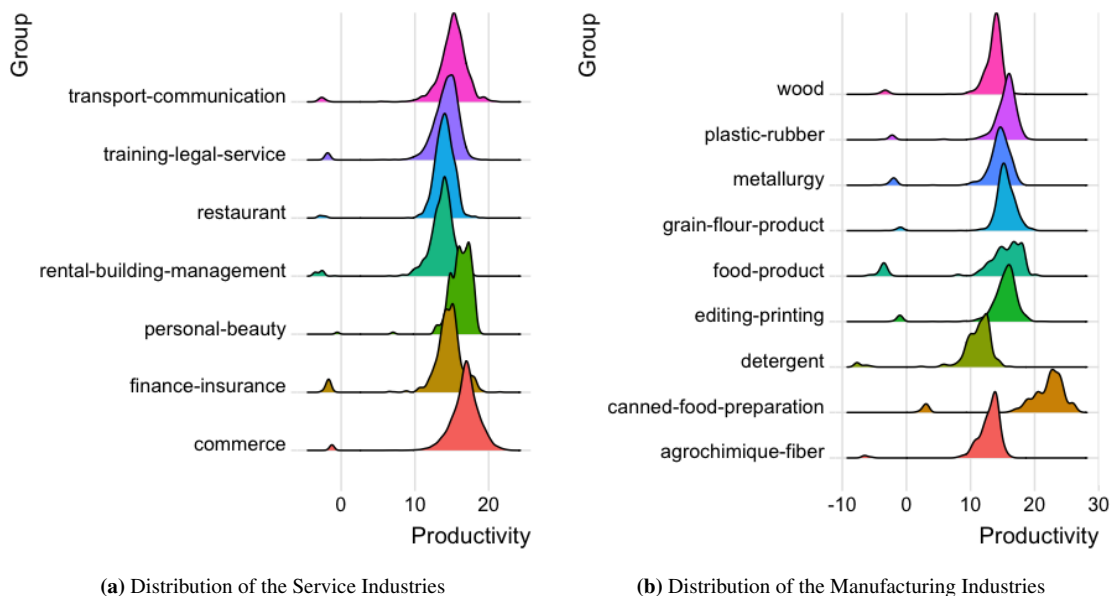 Group
transport-communication
training-legal-service
restaurant
rental-building-management
personal-beauty
finance-insurance
commerce
0 10 20
Productivity
(a) Distribution of the Service Industries
Group
wood
plastic-rubber
metallurgy
grain-flour-product
food-product
editing-printing
detergent
canned-food-preparation
agrochimique-fiber
-10 0 10 20 30
Productivity
(b) Distribution of the Manufacturing Industries